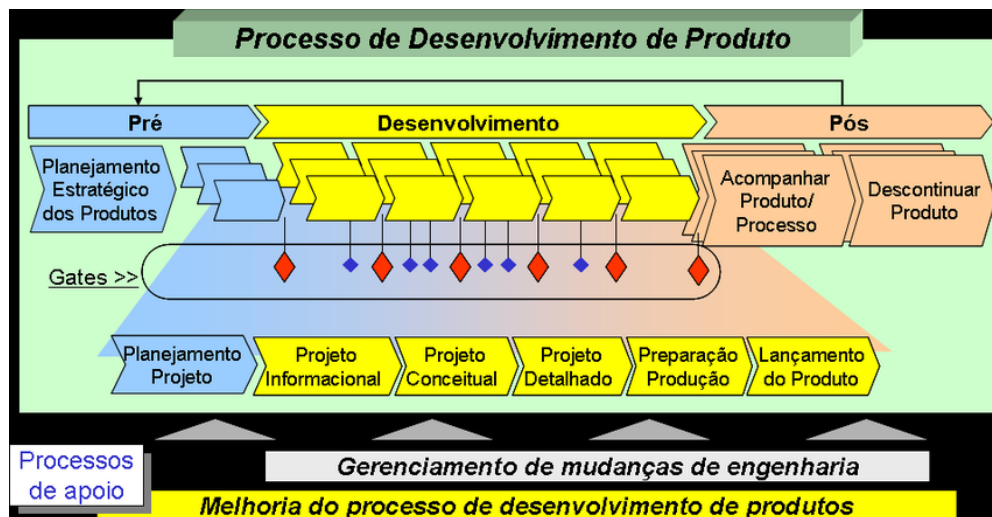 Processo de Desenvolvimento de Produto
Pré
Desenvolvimento
Pós
Planejamento
Estratégico
dos Produtos
Acompanhar
Produto/
Processo
Descontinuar
Produto
Gates >>
Planejamento
Projeto
Projeto
Informacional
Projeto
Conceitual
Projeto
Detalhado
Preparação
Produção
Lançamento
do Produto
Processos
de apoio
Gerenciamento de mudanças de engenharia
Melhoria do processo de desenvolvimento de produtos